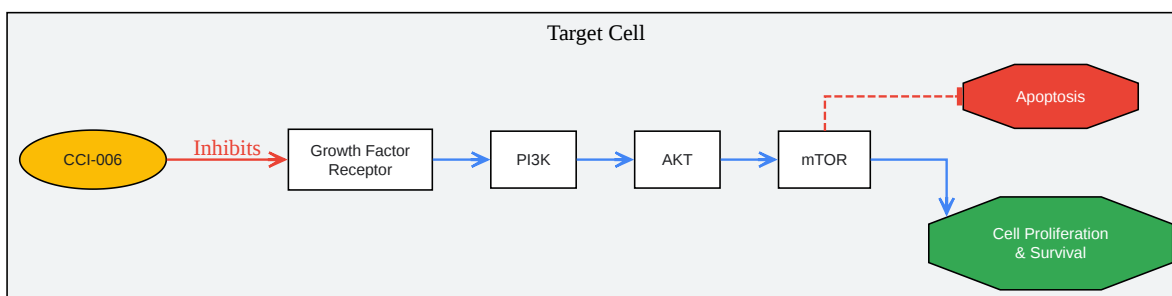 Target Cell
Apoptosis
CCI-006
Inhibits
Growth Factor
Receptor
PI3K
AKT
mTOR
Cell Proliferation
& Survival